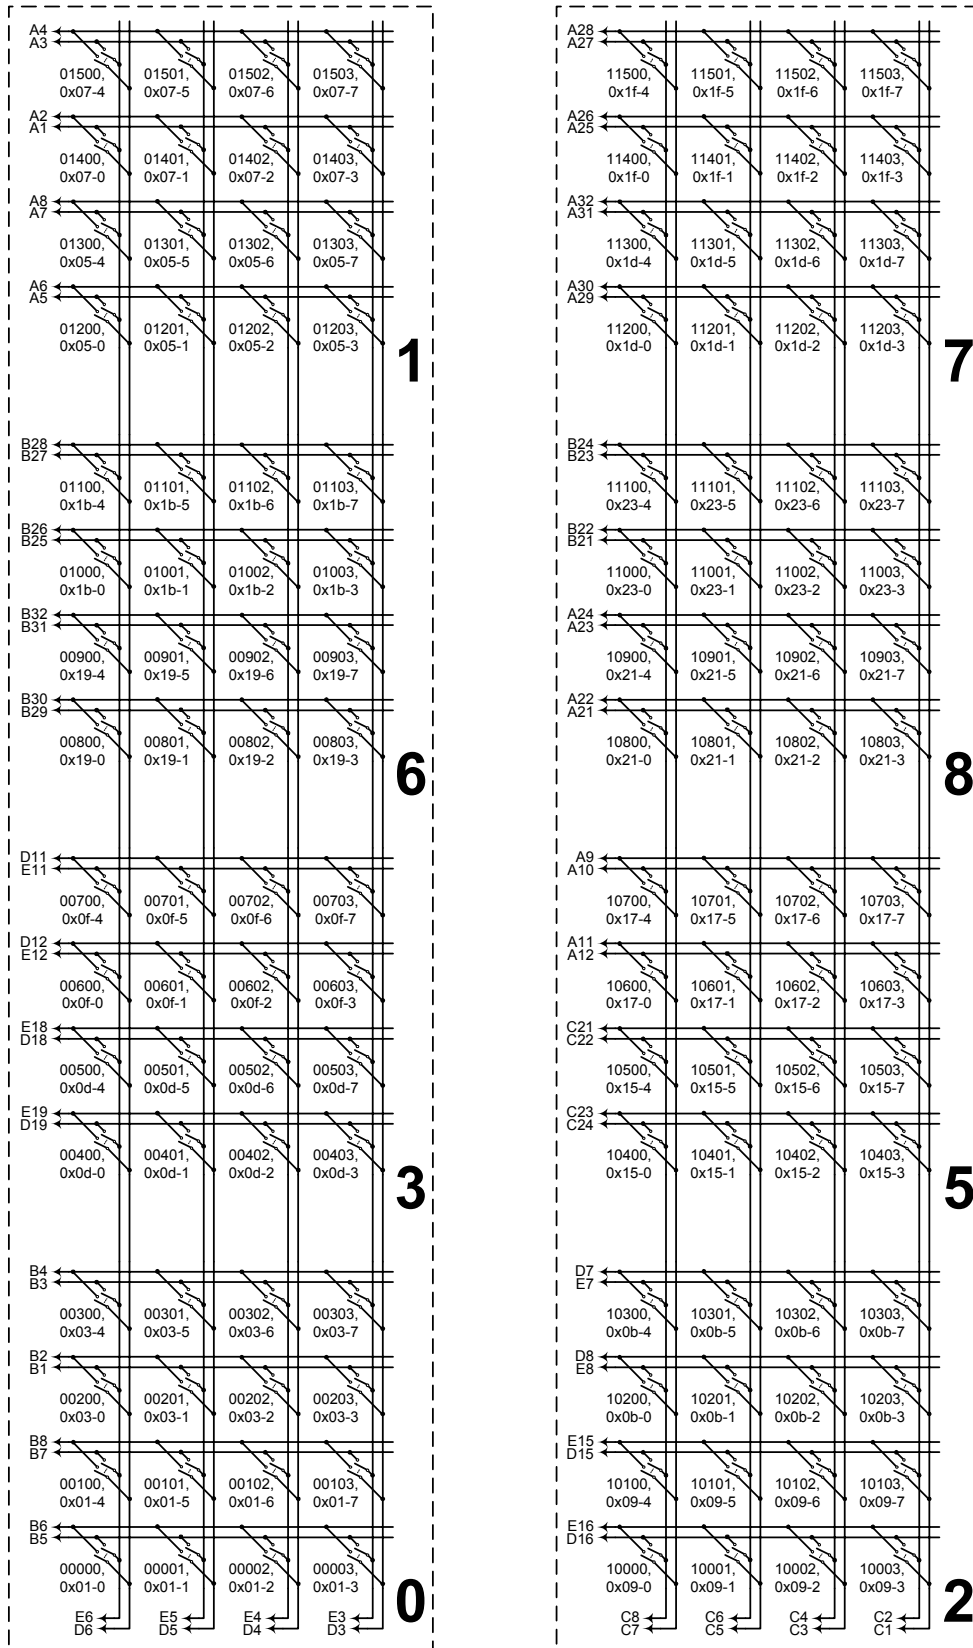 A4 A28
A3 A27
01500, 01501, 01502, 01503, 11500, 11501, 11502, 11503,
0x07-4 0x07-5 0x07-6 0x07-7 0x1f-4 0x1f-5 0x1f-6 0x1f-7
A2 A26
A1 A25
01400, 01401, 01402, 01403, 11400, 11401, 11402, 11403,
0x07-0 0x07-1 0x07-2 0x07-3 0x1f-0 0x1f-1 0x1f-2 0x1f-3
A8 A32
A7 A31
01300, 01301, 01302, 01303, 11300, 11301, 11302, 11303,
0x05-4 0x05-5 0x05-6 0x05-7 0x1d-4 0x1d-5 0x1d-6 0x1d-7
A6 A30
A5 A29
01200, 01201, 01202, 01203, 11200, 11201, 11202, 11203,
0x05-0 0x05-1 0x05-2 0x05-3 0x1d-0 0x1d-1 0x1d-2 0x1d-3
1 7
B28 B24
B27 B23
01100, 01101, 01102, 01103, 11100, 11101, 11102, 11103,
0x1b-4 0x1b-5 0x1b-6 0x1b-7 0x23-4 0x23-5 0x23-6 0x23-7
B26 B22
B25 B21
01000, 01001, 01002, 01003, 11000, 11001, 11002, 11003,
0x1b-0 0x1b-1 0x1b-2 0x1b-3 0x23-0 0x23-1 0x23-2 0x23-3
B32 A24
B31 A23
00900, 00901, 00902, 00903, 10900, 10901, 10902, 10903,
0x19-4 0x19-5 0x19-6 0x19-7 0x21-4 0x21-5 0x21-6 0x21-7
B30 A22
B29 A21
00800, 00801, 00802, 00803, 10800, 10801, 10802, 10803,
0x19-0 0x19-1 0x19-2 0x19-3 0x21-0 0x21-1 0x21-2 0x21-3
6 8
D11 A9
E11 A10
00700, 00701, 00702, 00703, 10700, 10701, 10702, 10703,
0x0f-4 0x0f-5 0x0f-6 0x0f-7 0x17-4 0x17-5 0x17-6 0x17-7
D12 A11
E12 A12
00600, 00601, 00602, 00603, 10600, 10601, 10602, 10603,
0x0f-0 0x0f-1 0x0f-2 0x0f-3 0x17-0 0x17-1 0x17-2 0x17-3
E18 C21
D18 C22
00500, 00501, 00502, 00503, 10500, 10501, 10502, 10503,
0x0d-4 0x0d-5 0x0d-6 0x0d-7 0x15-4 0x15-5 0x15-6 0x15-7
E19 C23
D19 C24
00400, 00401, 00402, 00403, 10400, 10401, 10402, 10403,
0x0d-0 0x0d-1 0x0d-2 0x0d-3 0x15-0 0x15-1 0x15-2 0x15-3
3 5
B4 D7
B3 E7
00300, 00301, 00302, 00303, 10300, 10301, 10302, 10303,
0x03-4 0x03-5 0x03-6 0x03-7 0x0b-4 0x0b-5 0x0b-6 0x0b-7
B2 D8
B1 E8
00200, 00201, 00202, 00203, 10200, 10201, 10202, 10203,
0x03-0 0x03-1 0x03-2 0x03-3 0x0b-0 0x0b-1 0x0b-2 0x0b-3
B8 E15
B7 D15
00100, 00101, 00102, 00103, 10100, 10101, 10102, 10103,
0x01-4 0x01-5 0x01-6 0x01-7 0x09-4 0x09-5 0x09-6 0x09-7
B6 E16
B5 D16
00000, 00001, 00002, 00003, 10000, 10001, 10002, 10003,
0x01-0 0x01-1 0x01-2 0x01-3 0x09-0 0x09-1 0x09-2 0x09-3
0 2
E6 E5 E4 E3 C8 C6 C4 C2
D6 D5 D4 D3 C7 C5 C3 C1